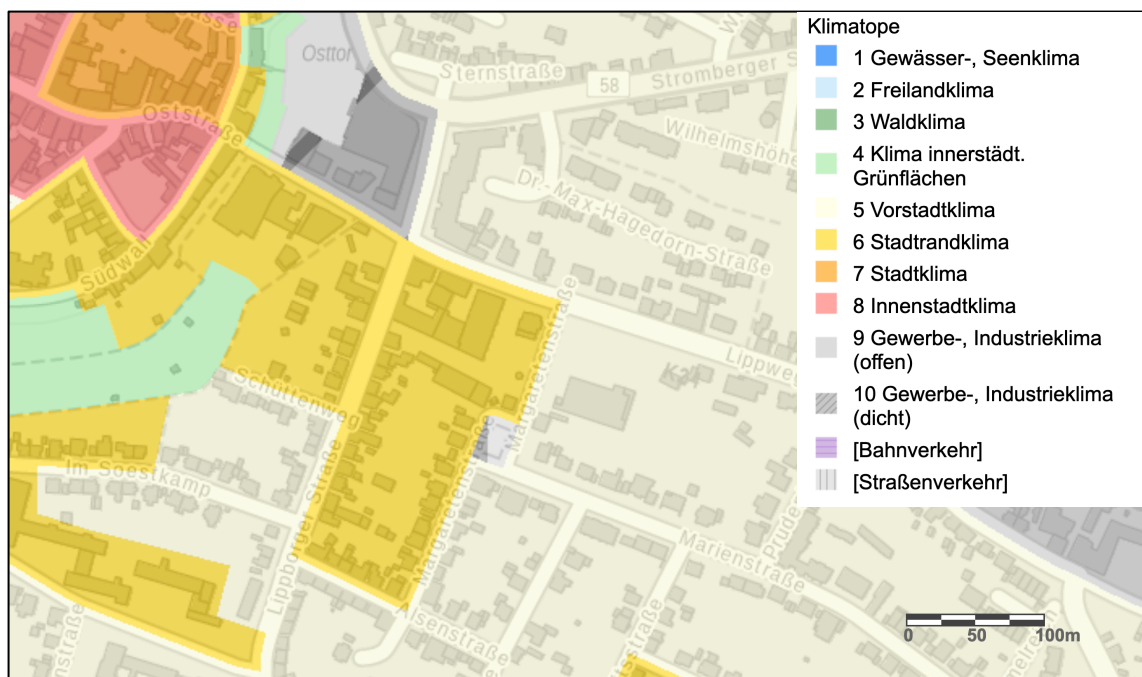 Klimatope
1 Gewässer-, Seenklima
2 Freilandklima
3 Waldklima
4 Klima innerstädt.
Grünflächen
5 Vorstadtklima
6 Stadtrandklima
7 Stadtklima
8 Innenstadtklima
9 Gewerbe-, Industrieklima
(offen)
10 Gewerbe-, Industrieklima
(dicht)
[Bahnverkehr]
[Straßenverkehr]
Osttor
Sternstraße
58
Stromberger S
Oststraße
Wilhelmshöhe
Dr.-Max-Hagedorn-Straße
Südwall
Margaretenstraße
Lippweg
Schüttenweg
Margaretenstraße
Im Soestkamp
Lippborger Straße
Marienstraße
Alsenstraße
0 50 100m